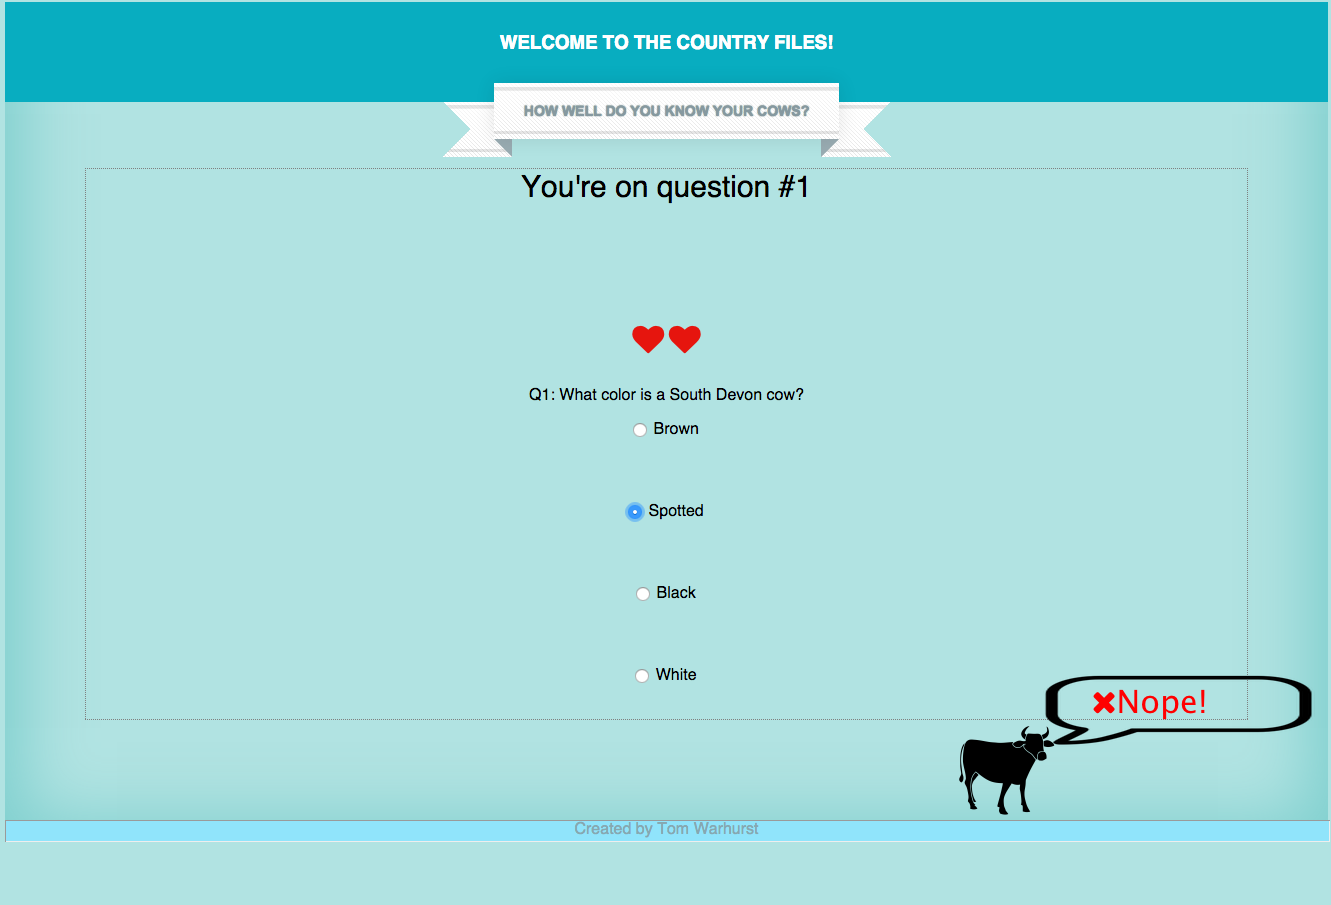 WELCOME TO THE COUNTRY FILES!
HOW WELL DO YOU KNOW YOUR COWS?
You're on question #1
Q1: What color is a South Devon cow?
Brown
Spotted
Black
White
Nope!
Created by Tom Warhurst